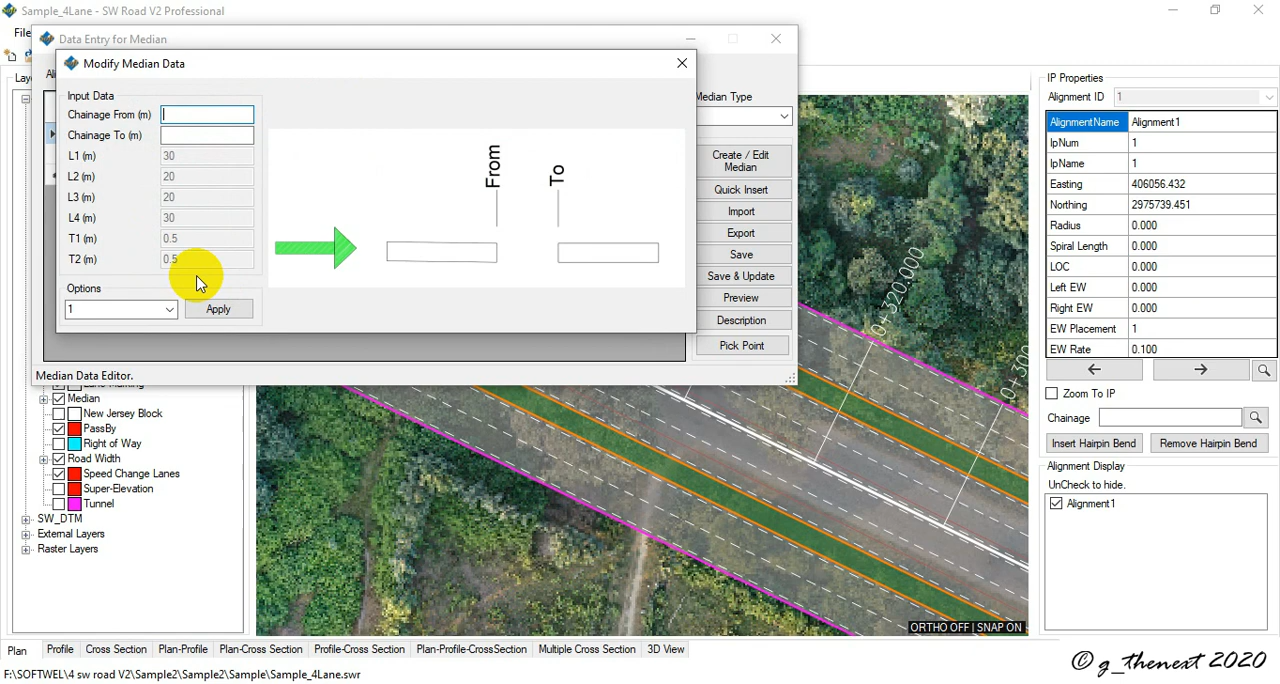 Sample_4Lane - SW Road V2 Professional
File
Data Entry for Median
Modify Median Data
Input Data
Chainage From (m)
Chainage To (m)
L1 (m) 30
L2 (m) 20
L3 (m) 20
L4 (m) 30
T1 (m) 0.5
T2 (m) 0.5
Options
1 Apply
From
To
Median Type
Create / Edit
Median
Quick Insert
Import
Export
Save
Save & Update
Preview
Description
Pick Point
Median Data Editor.
Median
New Jersey Block
PassBy
Right of Way
Road Width
Speed Change Lanes
Super-Elevation
Tunnel
SW_DTM
External Layers
Raster Layers
0+320.000
ORTHO OFF | SNAP ON
IP Properties
Alignment ID 1
AlignmentName Alignment1
IpNum 1
IpName 1
Easting 406056.432
Northing 2975739.451
Radius 0.000
Spiral Length 0.000
LOC 0.000
Left EW 0.000
Right EW 0.000
EW Placement 1
EW Rate 0.100
Zoom To IP
Chainage
Insert Hairpin Bend Remove Hairpin Bend
Alignment Display
UnCheck to hide.
Alignment1
Plan Profile Cross Section Plan-Profile Plan-Cross Section Profile-Cross Section Plan-Profile-CrossSection Multiple Cross Section 3D View
F:\SOFTWEL\4 sw road V2\Sample2\Sample2\Sample\Sample_4Lane.swr
© g_thenext 2020